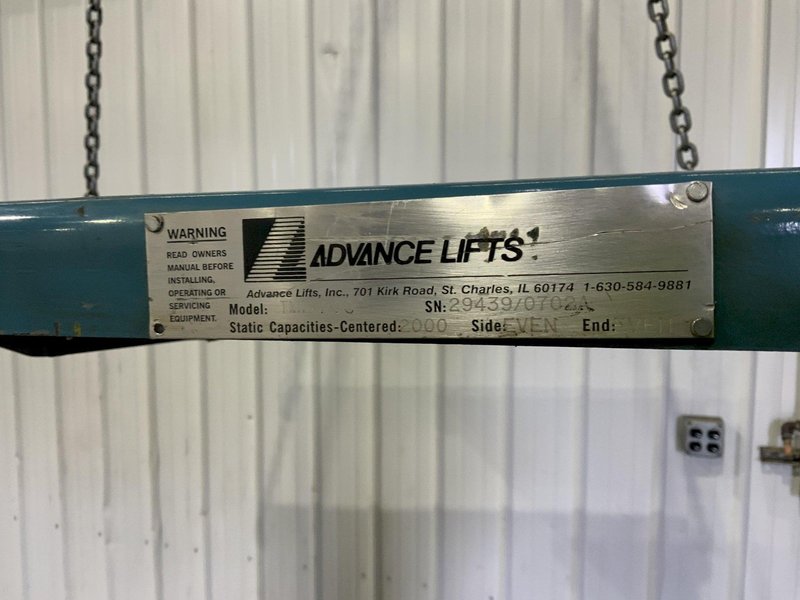 WARNING
READ OWNERS
MANUAL BEFORE
INSTALLING,
OPERATING OR
SERVICING
EQUIPMENT.
ADVANCE LIFTS
Advance Lifts, Inc., 701 Kirk Road, St. Charles, IL 60174 1-630-584-9881
Model:
SN: 29439/0702A
Static Capacities-Centered: 2000 Side: EVEN End: